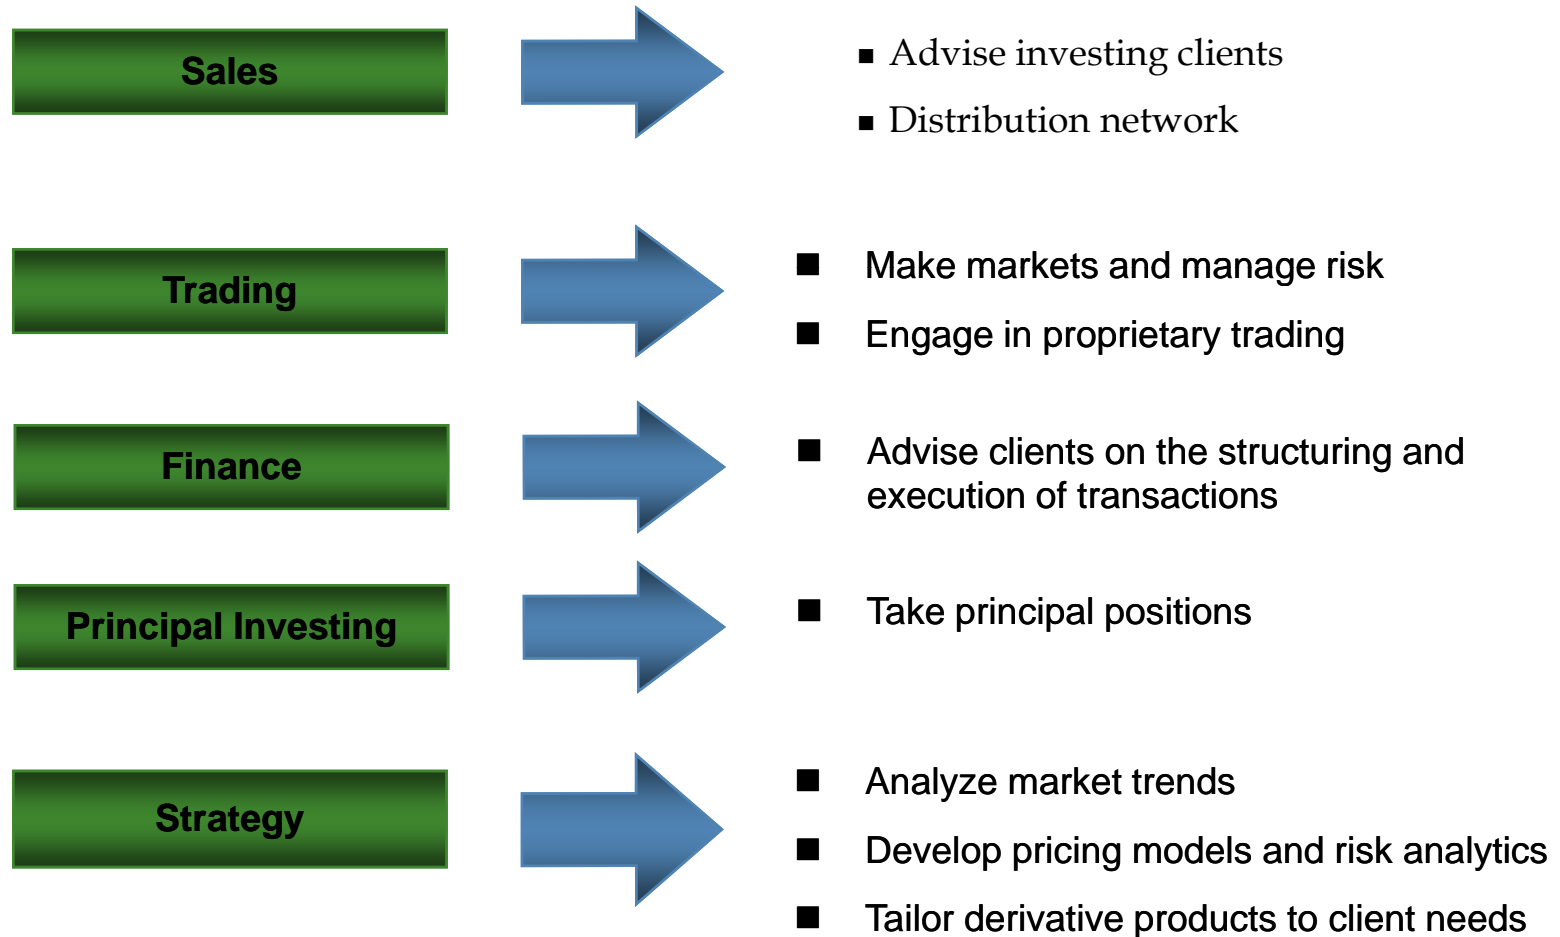 Sales
■ Advise investing clients
■ Distribution network
Trading
■ Make markets and manage risk
■ Engage in proprietary trading
Finance
■ Advise clients on the structuring and
execution of transactions
Principal Investing
■ Take principal positions
Strategy
■ Analyze market trends
■ Develop pricing models and risk analytics
■ Tailor derivative products to client needs